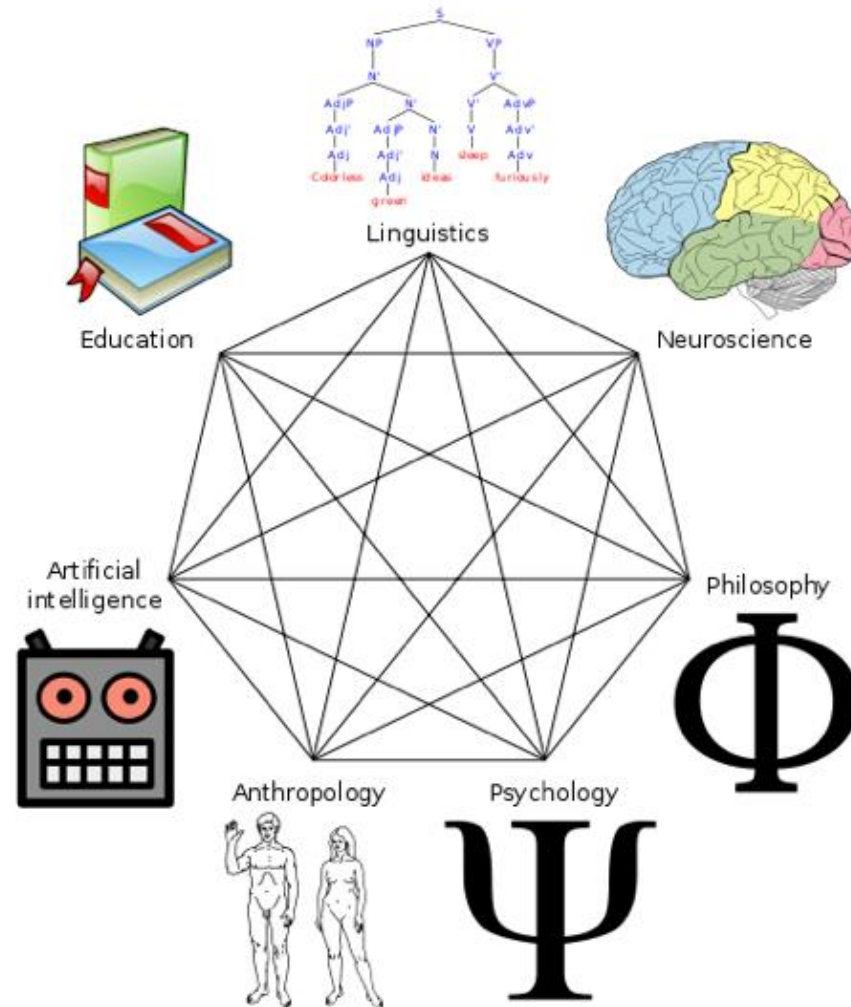 S
NP VP
N' V'
AdjP N' V' AdvP
Adj' AdjP N' V Adv'
Adj Adj' N sleep Adv
Colorless Adj ideas furiously
green
Linguistics
Education
Neuroscience
Artificial
intelligence
Philosophy
Φ
Anthropology
Psychology
Ψ